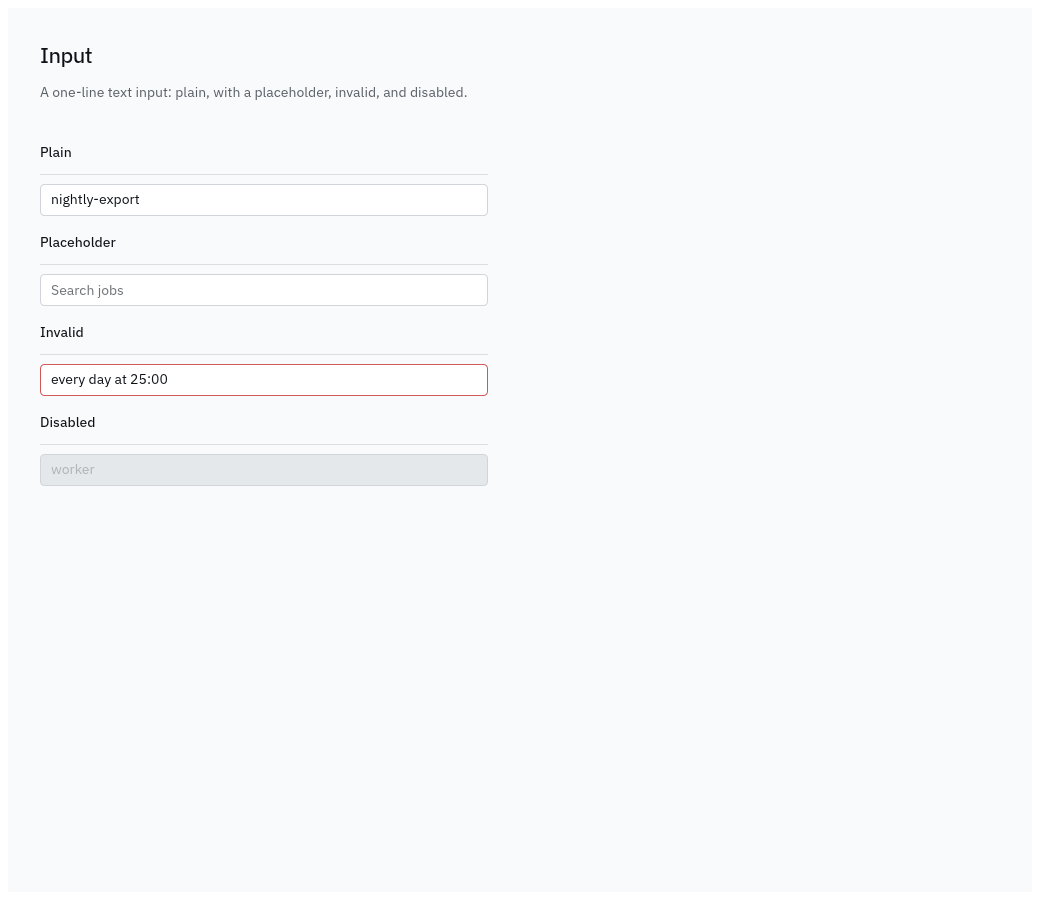 Input
A one-line text input: plain, with a placeholder, invalid, and disabled.
Plain
nightly-export
Placeholder
Search jobs
Invalid
every day at 25:00
Disabled
worker